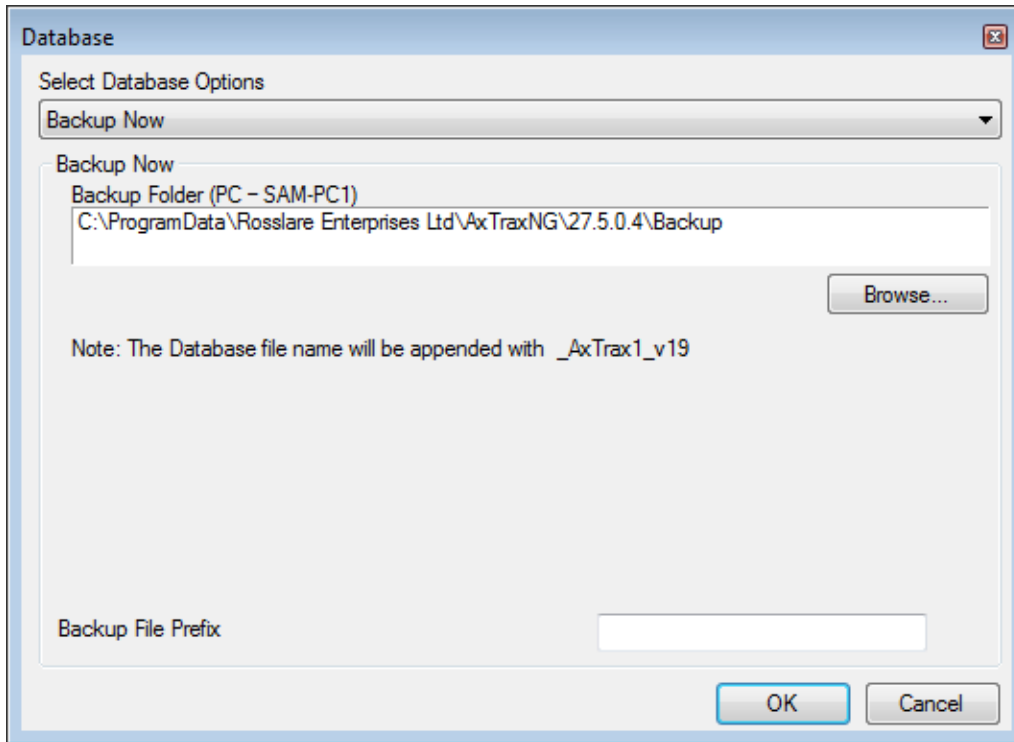 Database
Select Database Options
Backup Now
Backup Now
Backup Folder (PC – SAM-PC1)
C:\ProgramData\Rosslare Enterprises Ltd\AxTraxNG\27.5.0.4\Backup
Browse...
Note: The Database file name will be appended with _AxTrax1_v19
Backup File Prefix
OK Cancel